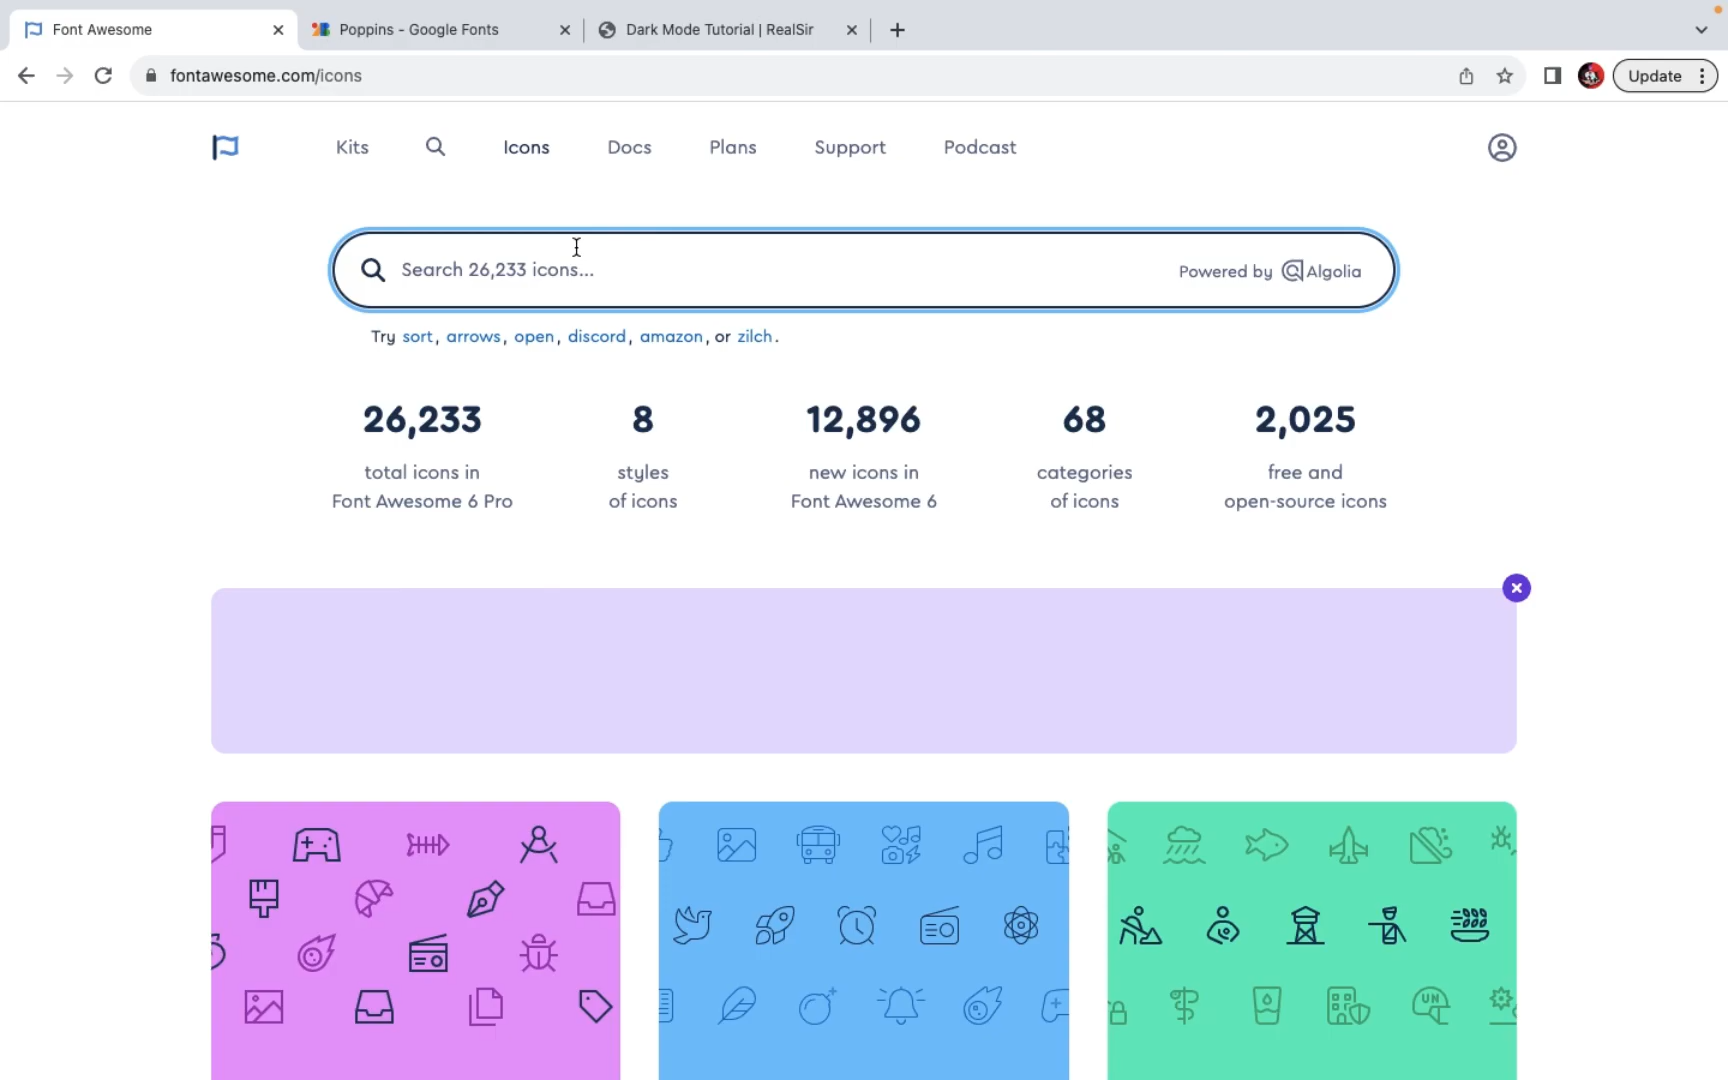 Font Awesome
Poppins - Google Fonts
Dark Mode Tutorial | RealSir
fontawesome.com/icons
Update
Kits
Icons
Docs
Plans
Support
Podcast
Search 26,233 icons...
Powered by Algolia
Try sort, arrows, open, discord, amazon, or zilch.
26,233
total icons in
Font Awesome 6 Pro
8
styles
of icons
12,896
new icons in
Font Awesome 6
68
categories
of icons
2,025
free and
open-source icons
UN